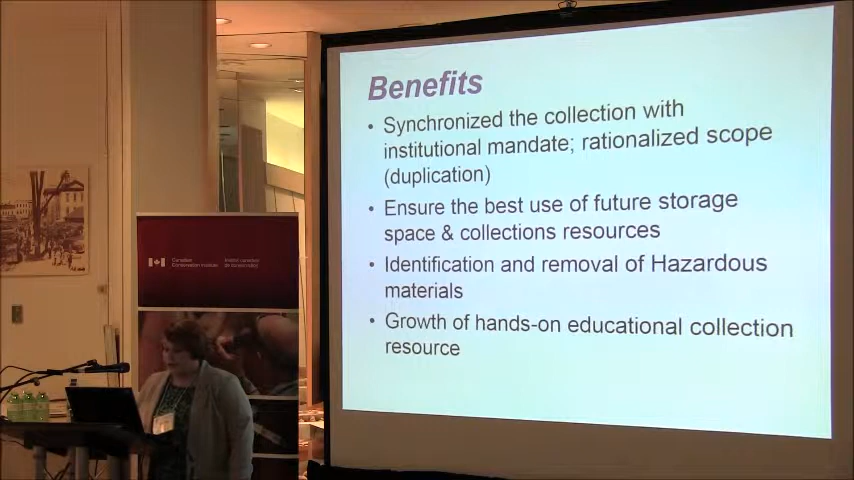 Benefits
• Synchronized the collection with
institutional mandate; rationalized scope
(duplication)
• Ensure the best use of future storage
space & collections resources
• Identification and removal of Hazardous
materials
• Growth of hands-on educational collection
resource
Canadian Institut canadien
Conservation Institute de conservation